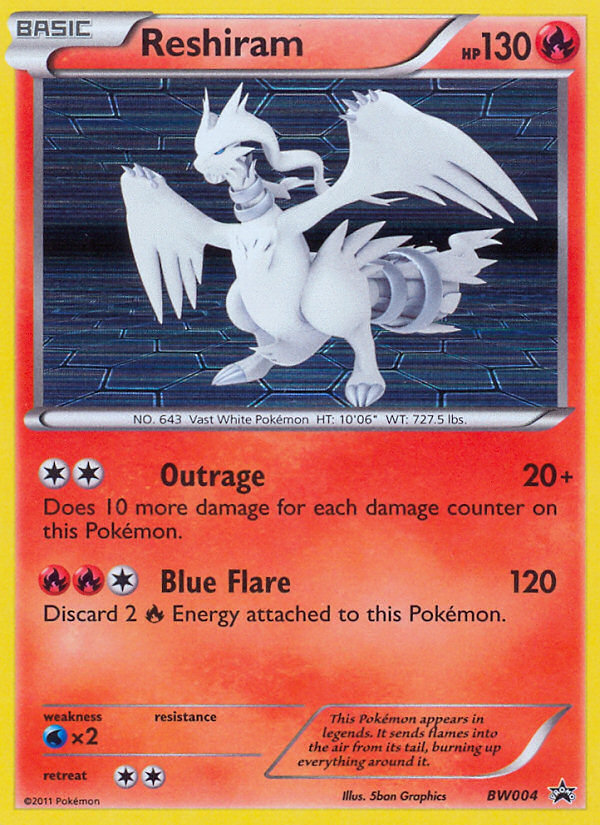 BASIC
Reshiram
HP130
NO. 643 Vast White Pokémon HT: 10'06" WT: 727.5 lbs.
Outrage 20+
Does 10 more damage for each damage counter on
this Pokémon.
Blue Flare 120
Discard 2 Energy attached to this Pokémon.
weakness resistance
×2
retreat
This Pokémon appears in
legends. It sends flames into
the air from its tail, burning up
everything around it.
©2011 Pokémon
Illus. 5ban Graphics
BW004
PROMO